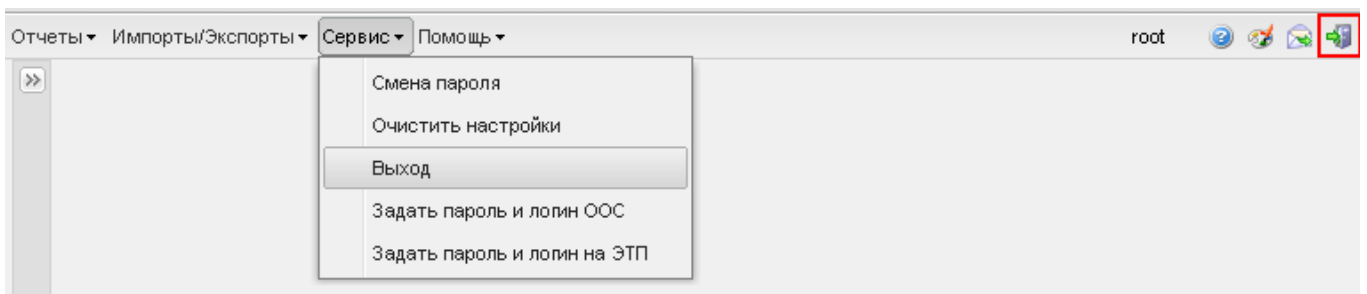 Отчеты Импорты/Экспорты Сервис Помощь root
Смена пароля
Очистить настройки
Выход
Задать пароль и логин ООС
Задать пароль и логин на ЭТП